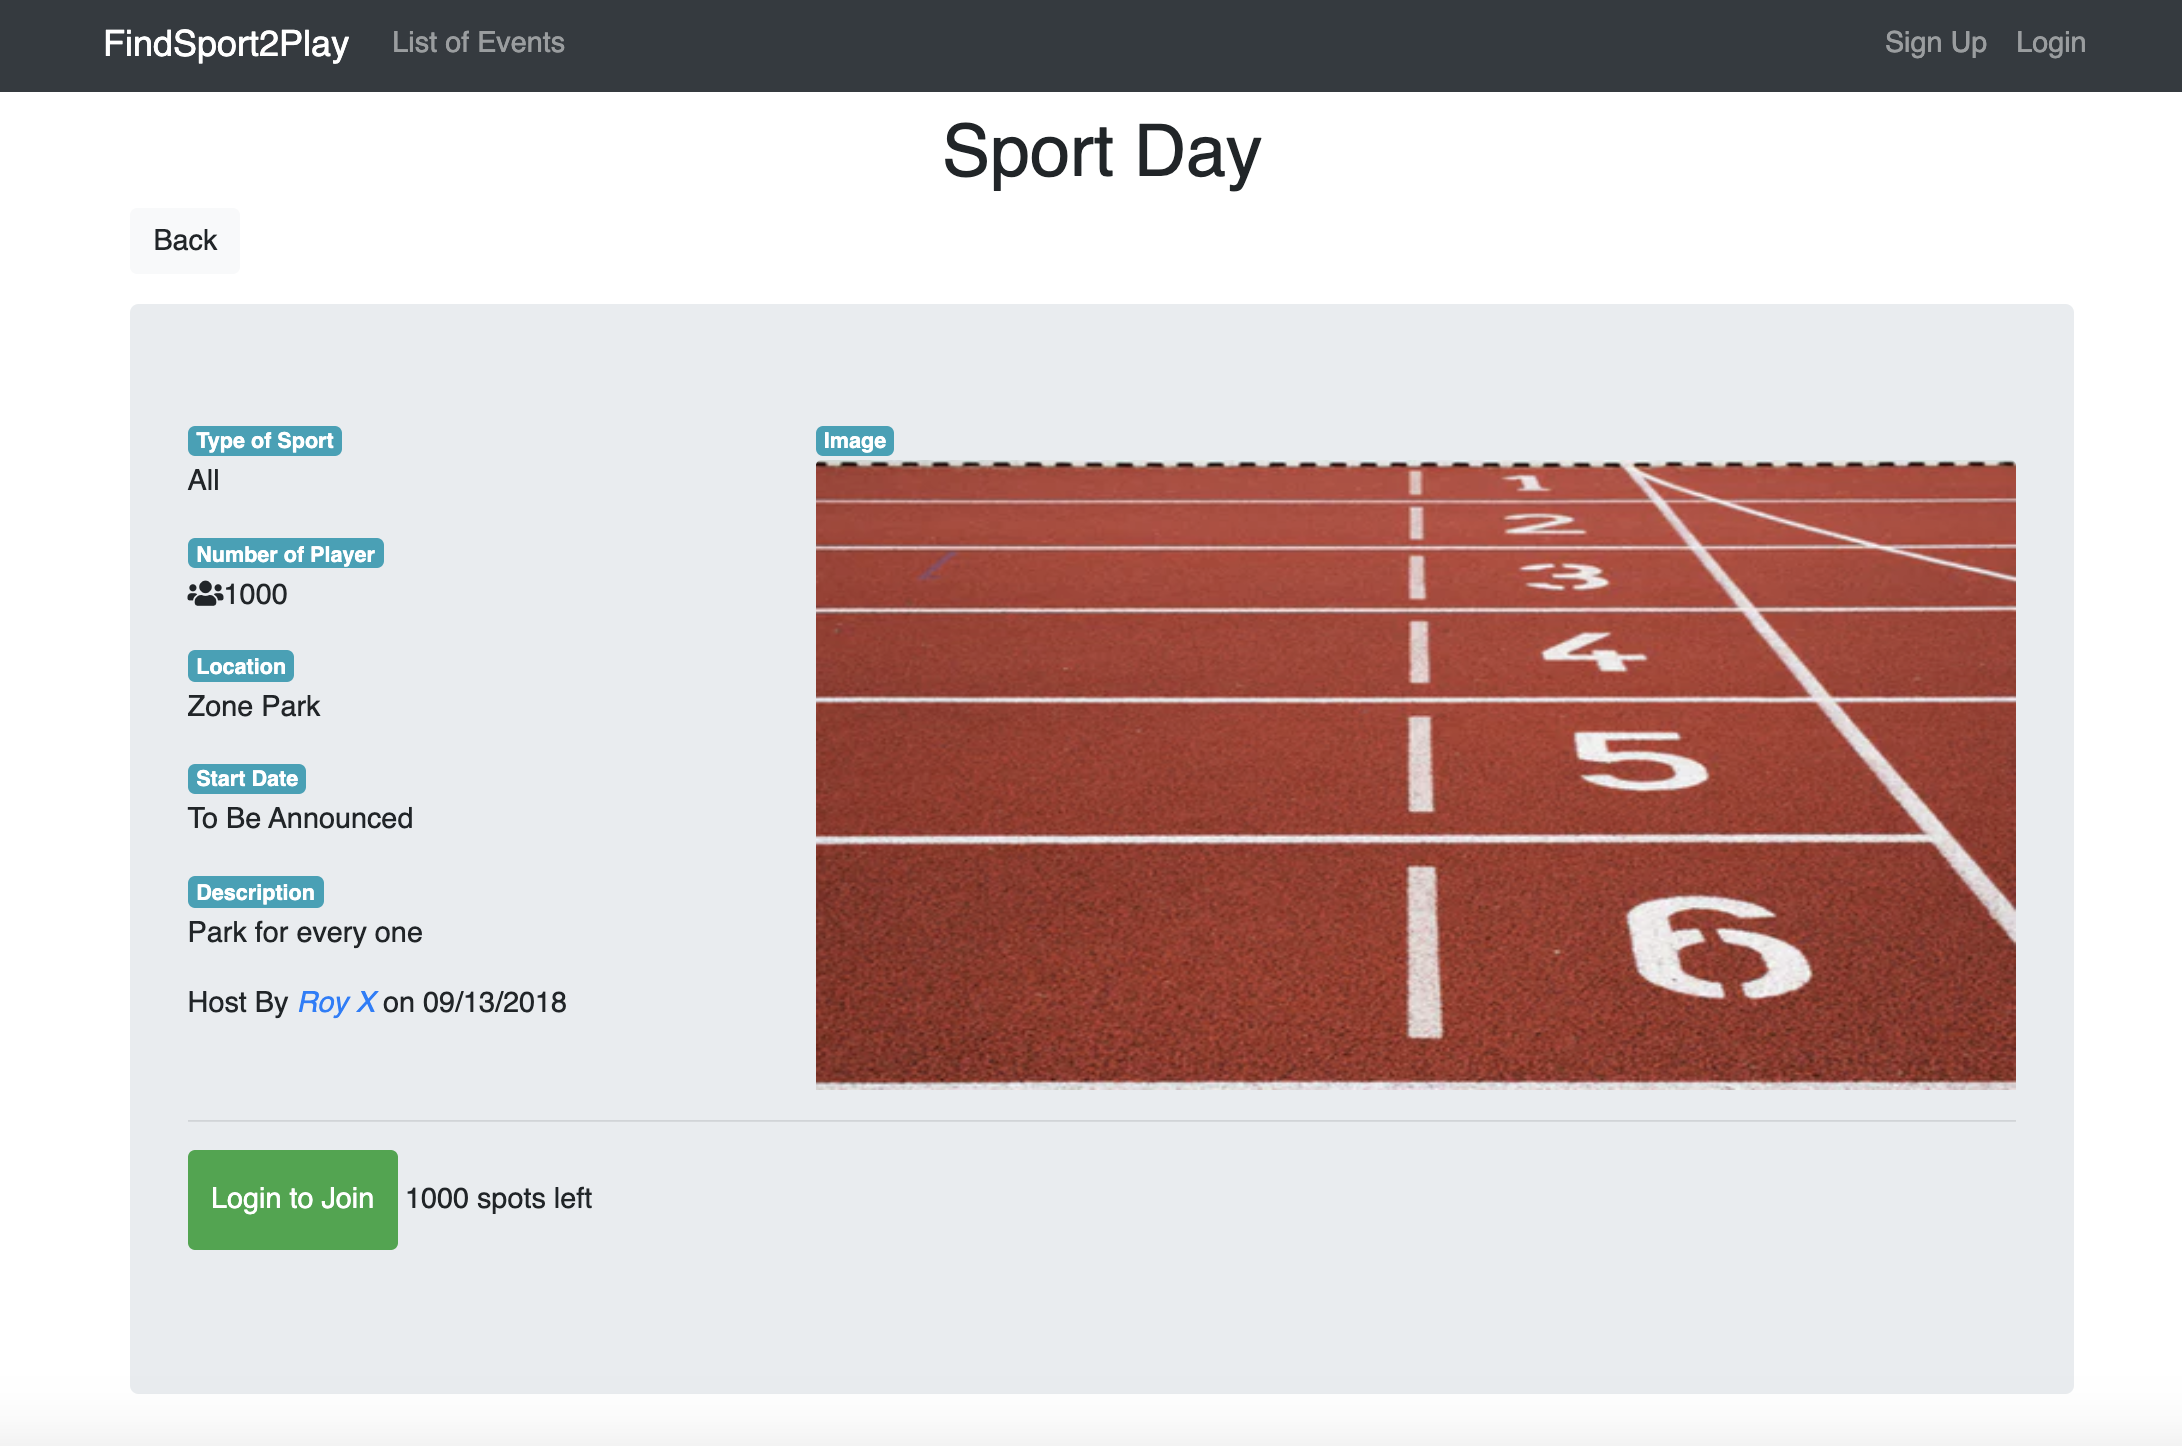 FindSport2Play List of Events Sign Up Login
Sport Day
Back
Type of Sport
All
Number of Player
1000
Location
Zone Park
Start Date
To Be Announced
Description
Park for every one
Host By Roy X on 09/13/2018
Image
1
2
3
4
5
6
Login to Join 1000 spots left